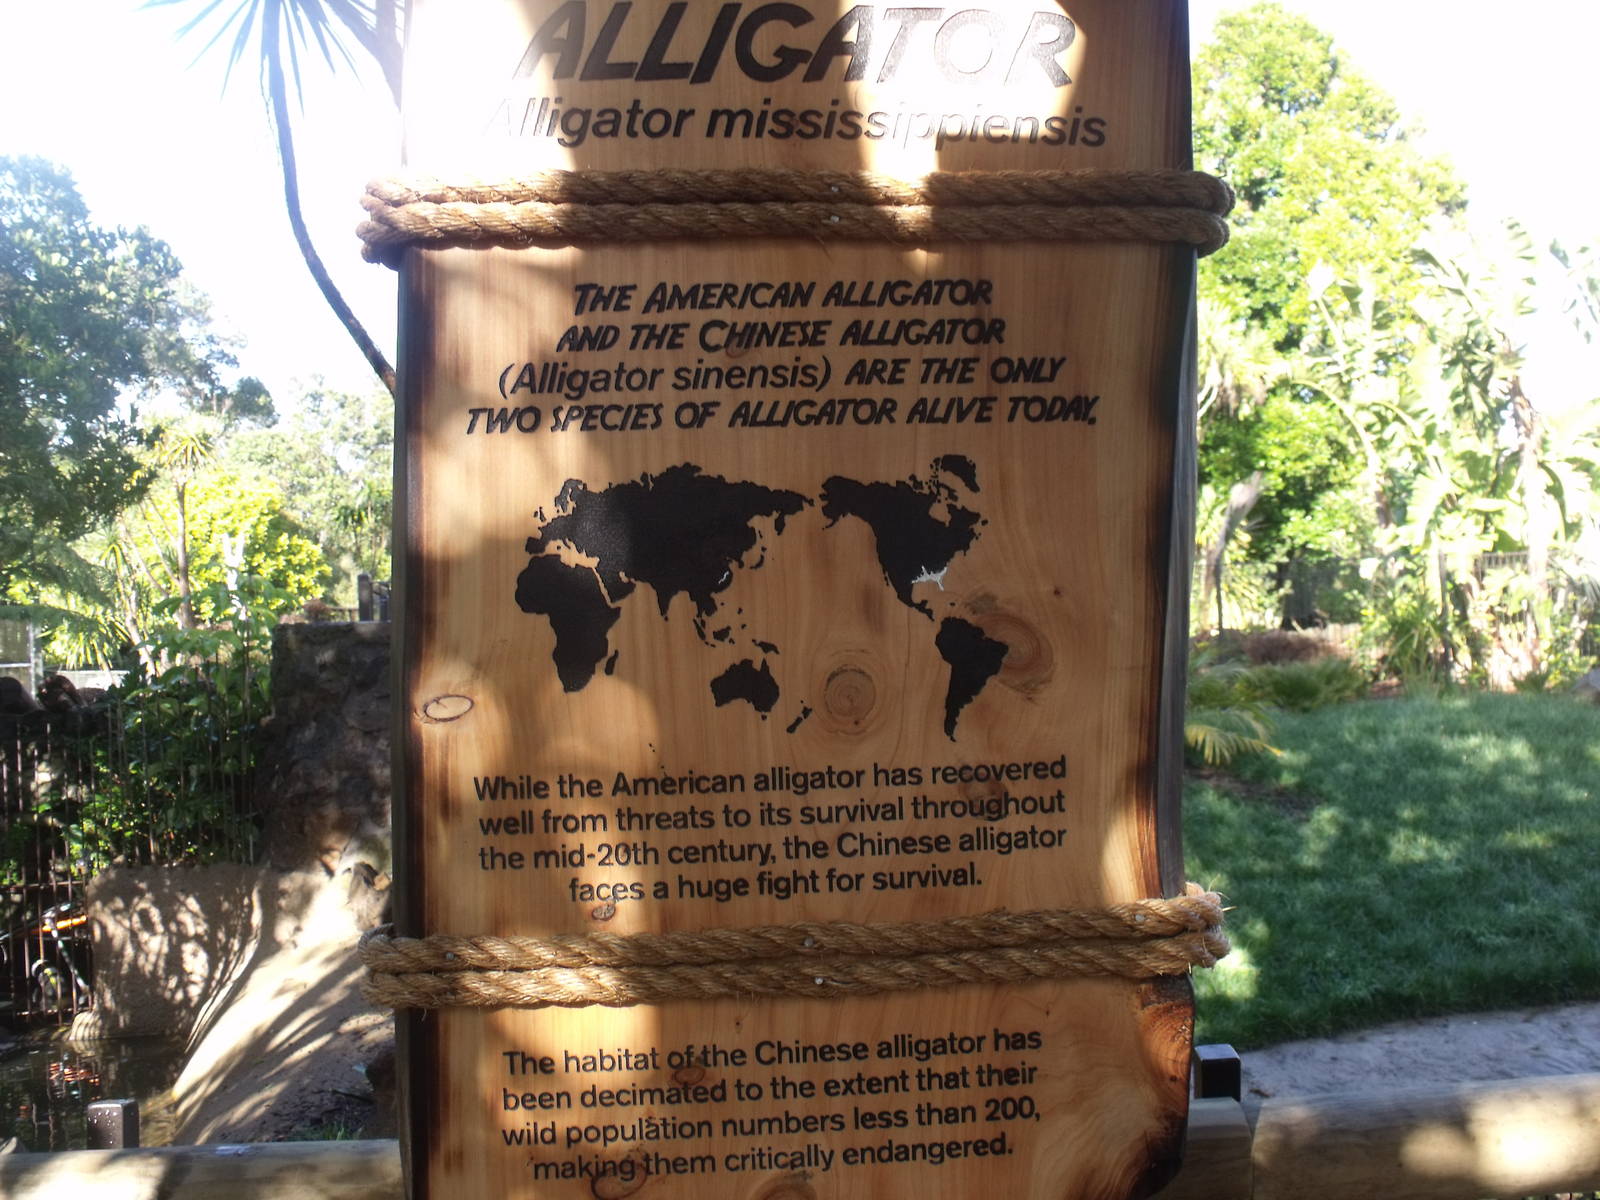 ALLIGATOR
Alligator mississippiensis
THE AMERICAN ALLIGATOR
AND THE CHINESE ALLIGATOR
(Alligator sinensis) ARE THE ONLY
TWO SPECIES OF ALLIGATOR ALIVE TODAY.
While the American alligator has recovered
well from threats to its survival throughout
the mid-20th century, the Chinese alligator
faces a huge fight for survival.
The habitat of the Chinese alligator has
been decimated to the extent that their
wild population numbers less than 200,
making them critically endangered.